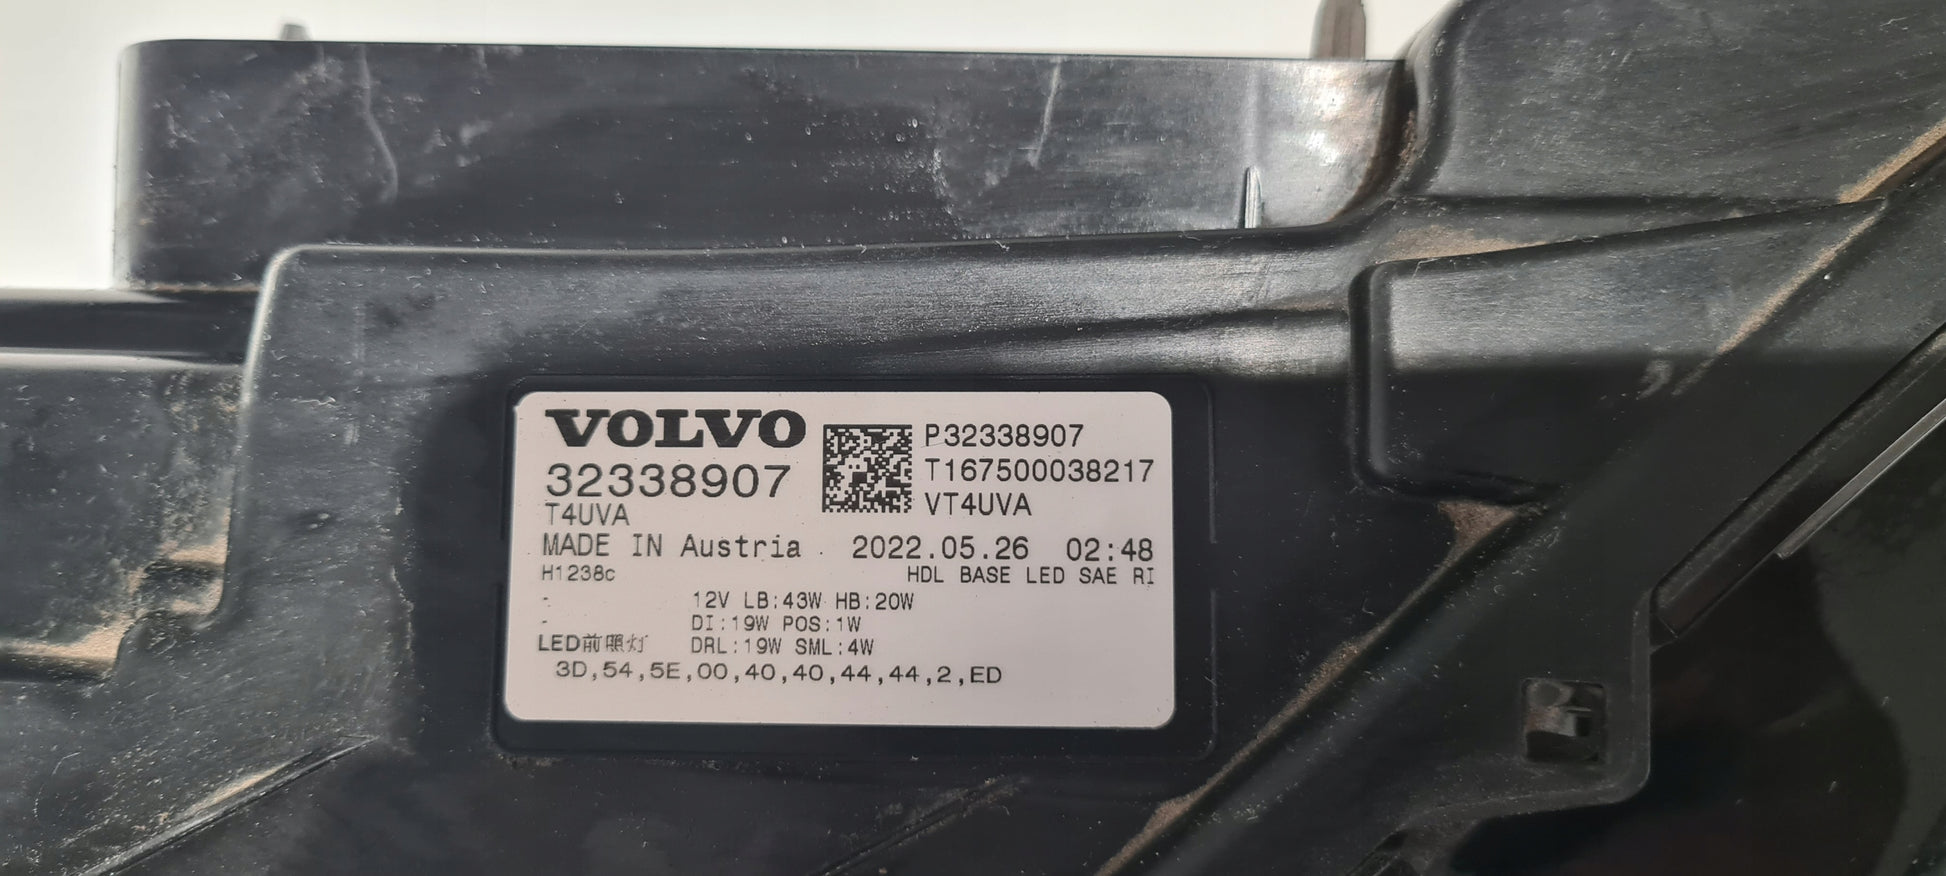 VOLVO
32338907
T4UVA
P32338907
T167500038217
VT4UVA
MADE IN Austria 2022.05.26 02:48
H1238c HDL BASE LED SAE RI
- 12V LB:43W HB:20W
- DI:19W POS:1W
LED前照灯 DRL:19W SML:4W
3D,54,5E,00,40,40,44,44,2,ED